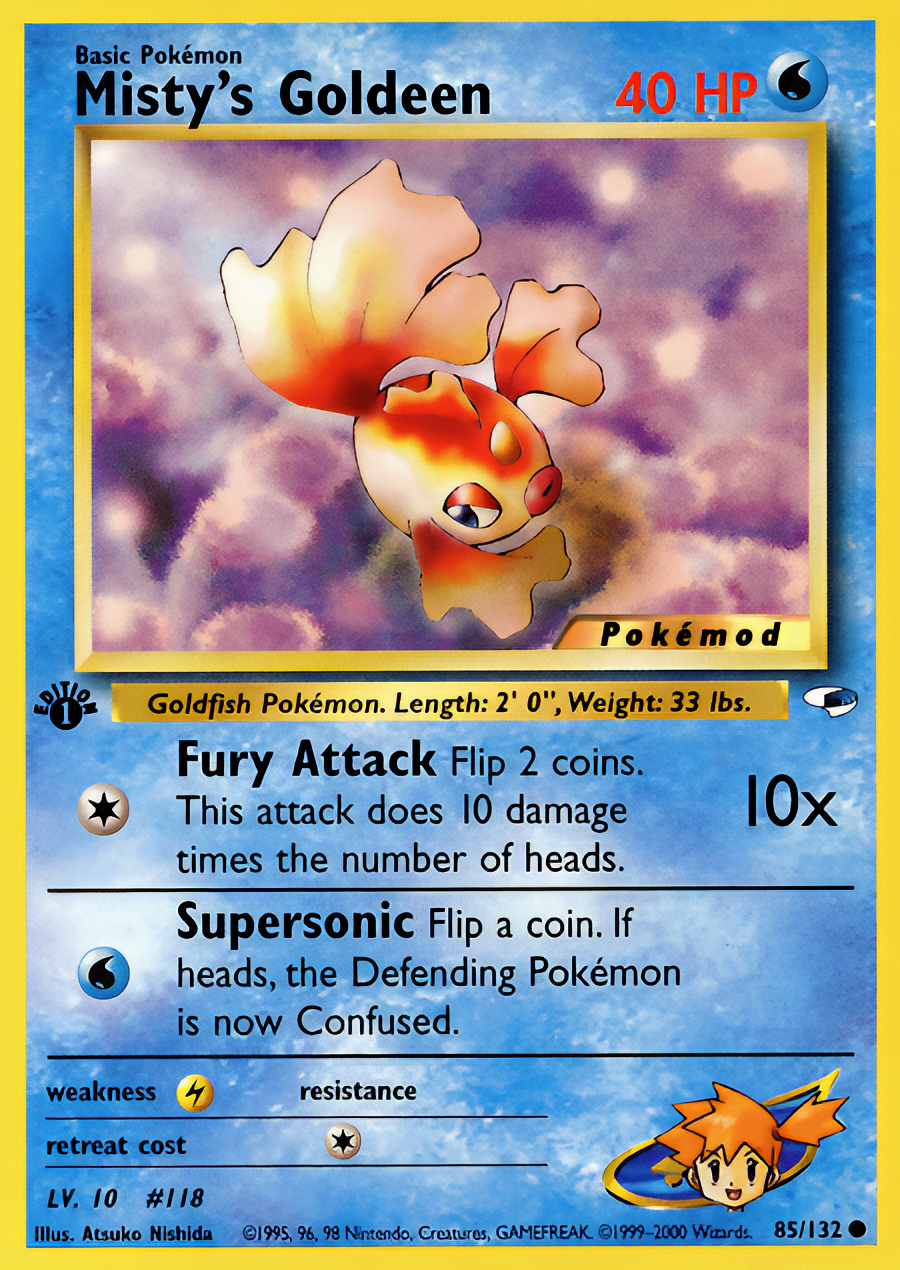 Basic Pokémon
Misty's Goldeen
40 HP
Pokémod
EDITION
1
Goldfish Pokémon. Length: 2' 0", Weight: 33 lbs.
Fury Attack Flip 2 coins.
This attack does 10 damage
times the number of heads.
10x
Supersonic Flip a coin. If
heads, the Defending Pokémon
is now Confused.
weakness
resistance
retreat cost
LV. 10 #118
Illus. Atsuko Nishida ©1995, 96, 98 Nintendo, Creatures, GAMEFREAK. ©1999-2000 Wizards. 85/132